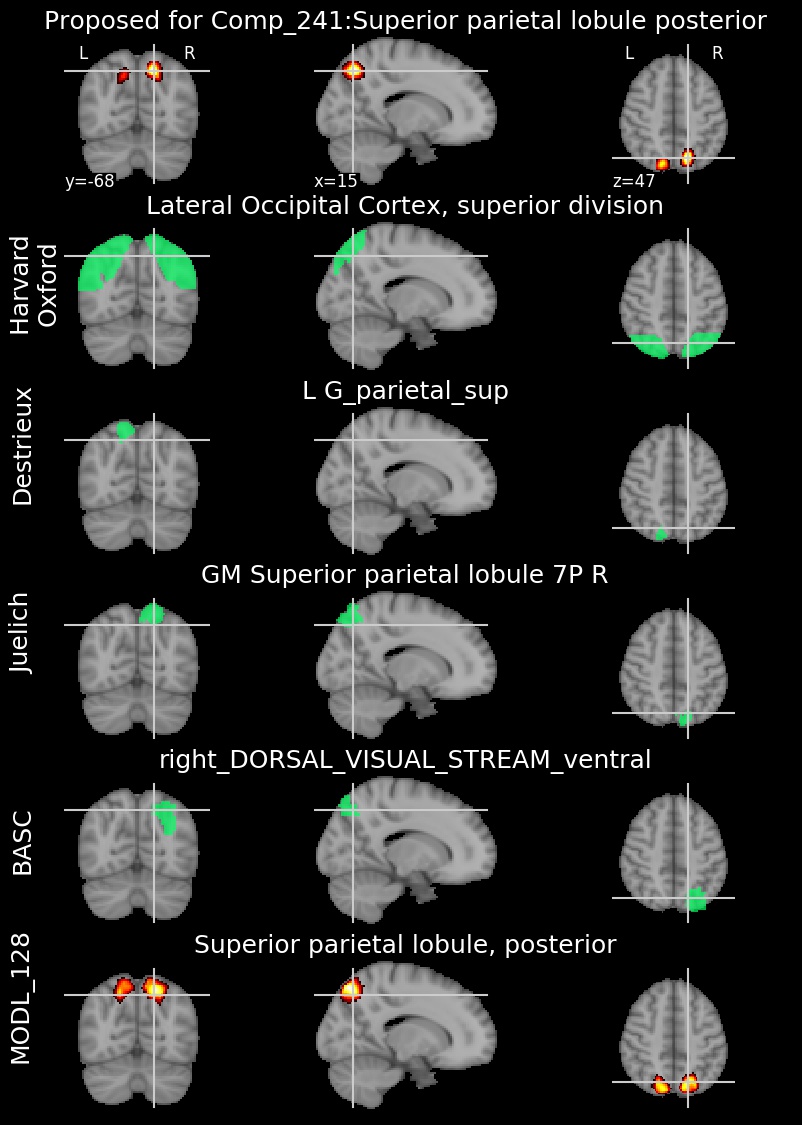 Proposed for Comp_241:Superior parietal lobule posterior
L R
L R
y=-68
x=15
z=47
Lateral Occipital Cortex, superior division
Harvard
Oxford
L G_parietal_sup
Destrieux
GM Superior parietal lobule 7P R
Juelich
right_DORSAL_VISUAL_STREAM_ventral
BASC
Superior parietal lobule, posterior
MODL_128